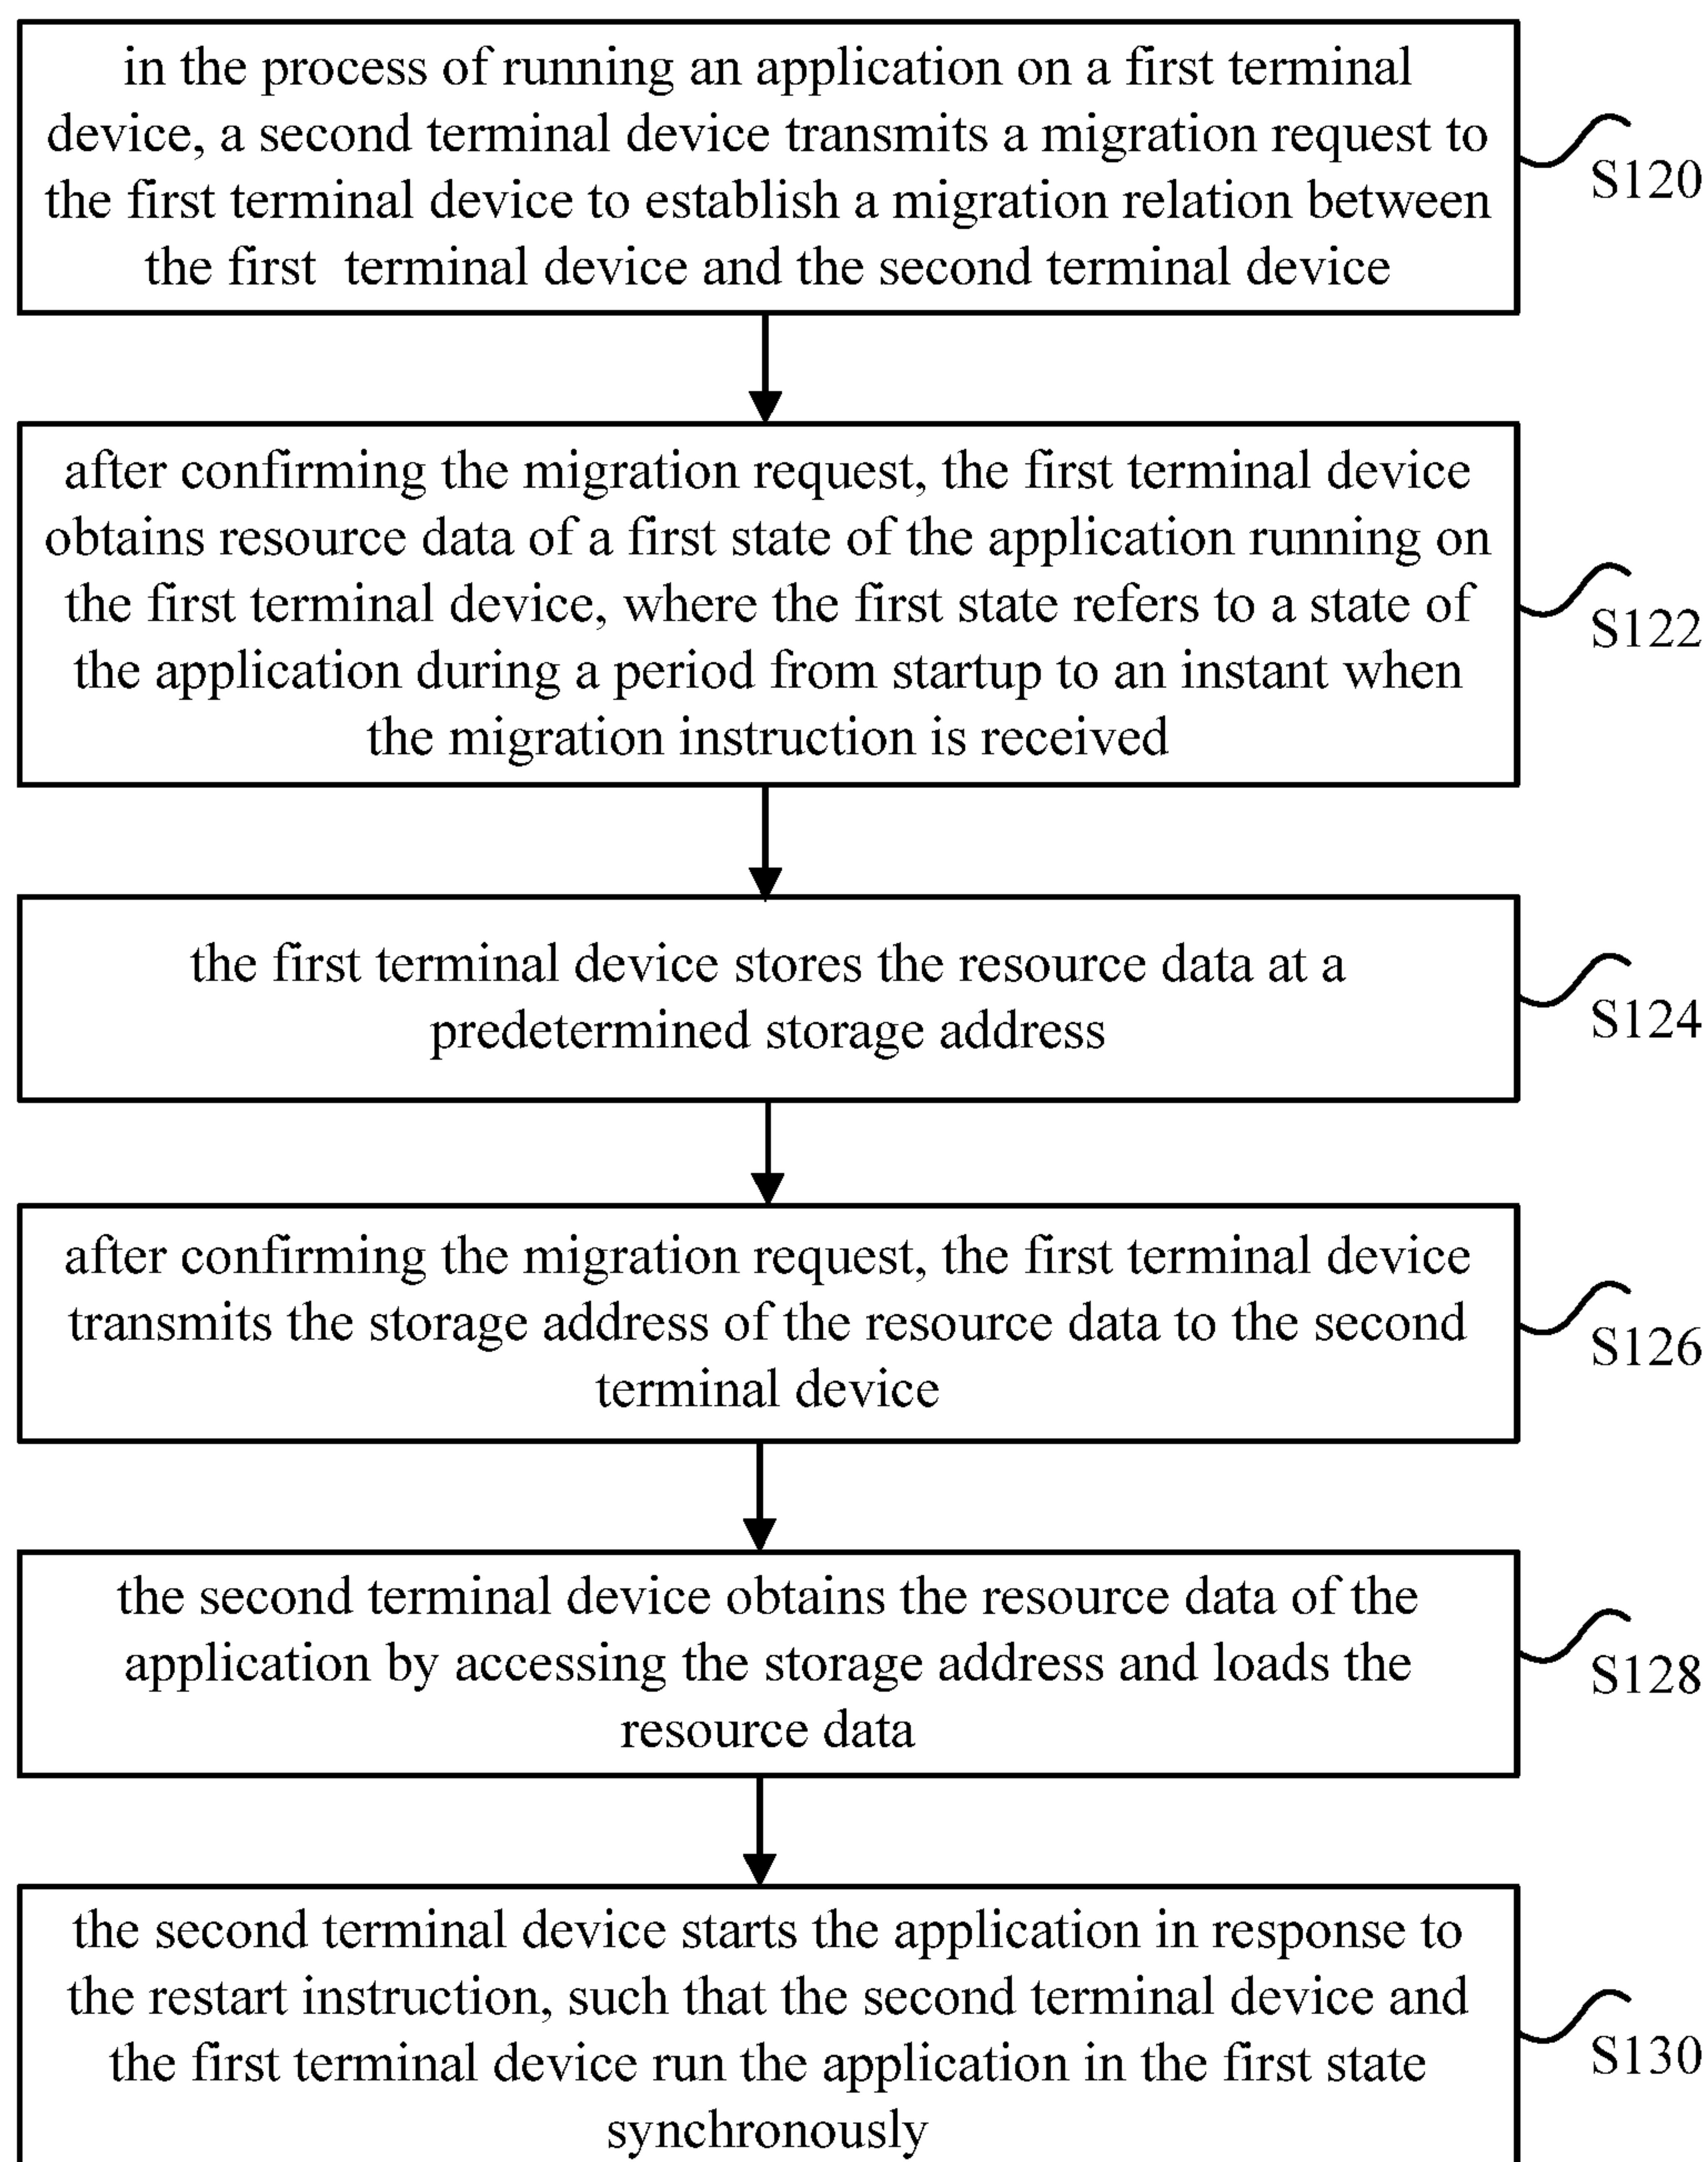 in the process of running an application on a first terminal
device, a second terminal device transmits a migration request to
the first terminal device to establish a migration relation between
the first terminal device and the second terminal device
S120
after confirming the migration request, the first terminal device
obtains resource data of a first state of the application running on
the first terminal device, where the first state refers to a state of
the application during a period from startup to an instant when
the migration instruction is received
S122
the first terminal device stores the resource data at a
predetermined storage address
S124
after confirming the migration request, the first terminal device
transmits the storage address of the resource data to the second
terminal device
S126
the second terminal device obtains the resource data of the
application by accessing the storage address and loads the
resource data
S128
the second terminal device starts the application in response to
the restart instruction, such that the second terminal device and
the first terminal device run the application in the first state
synchronously
S130